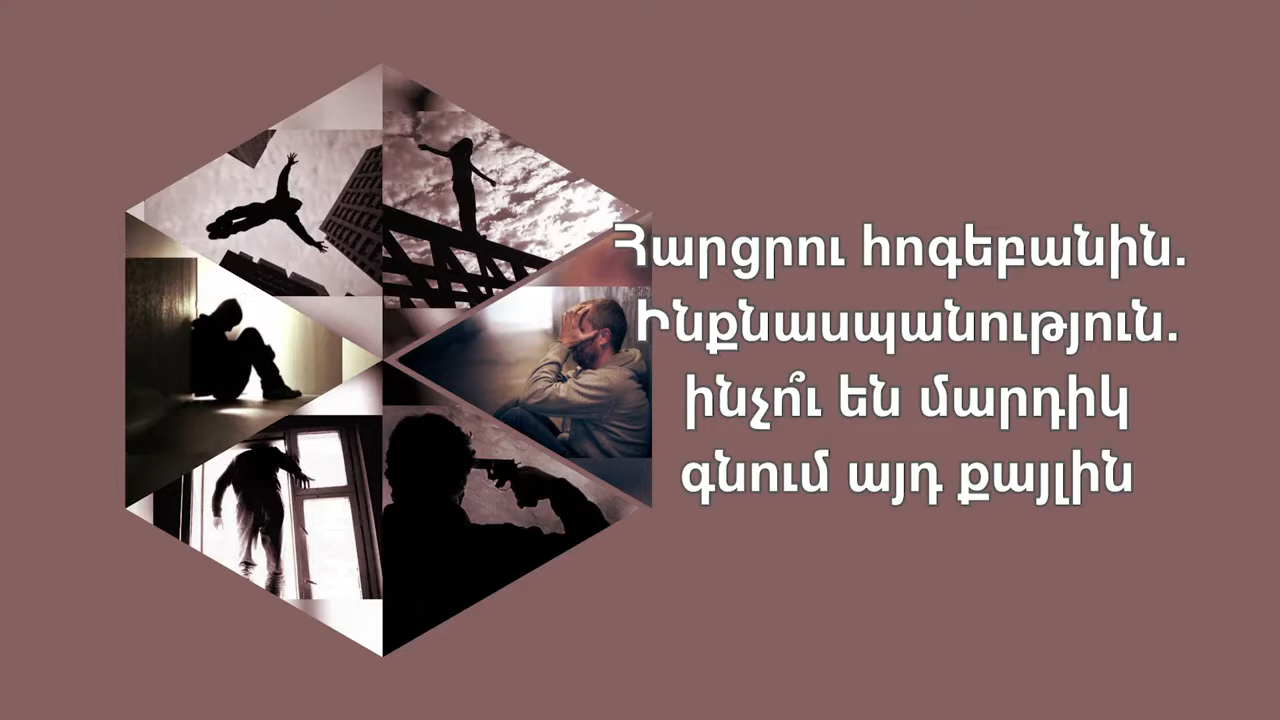 Հարցրու հոգեբանին.
Ինքնասպանություն.
ինչո՞ւ են մարդիկ
գնում այդ քայլին